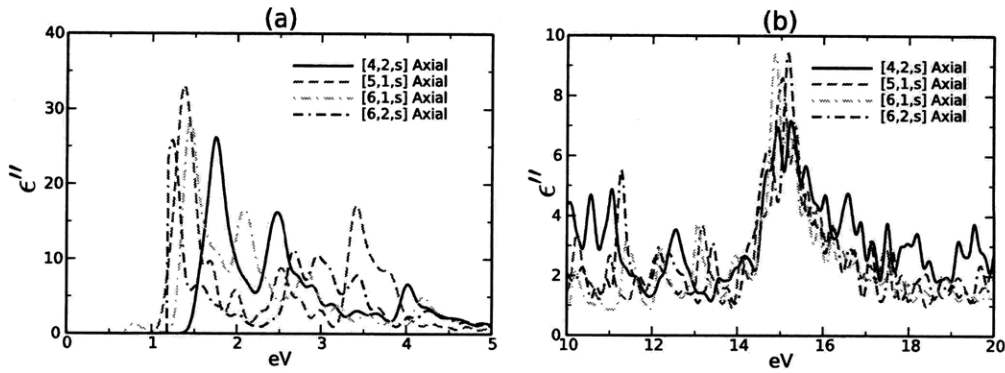 (a)
40
30
20
10
0
ϵ′′
0 1 2 3 4 5
eV
[4,2,s] Axial
[5,1,s] Axial
[6,1,s] Axial
[6,2,s] Axial
(b)
10
8
6
4
2
0
ϵ′′
10 12 14 16 18 20
eV
[4,2,s] Axial
[5,1,s] Axial
[6,1,s] Axial
[6,2,s] Axial